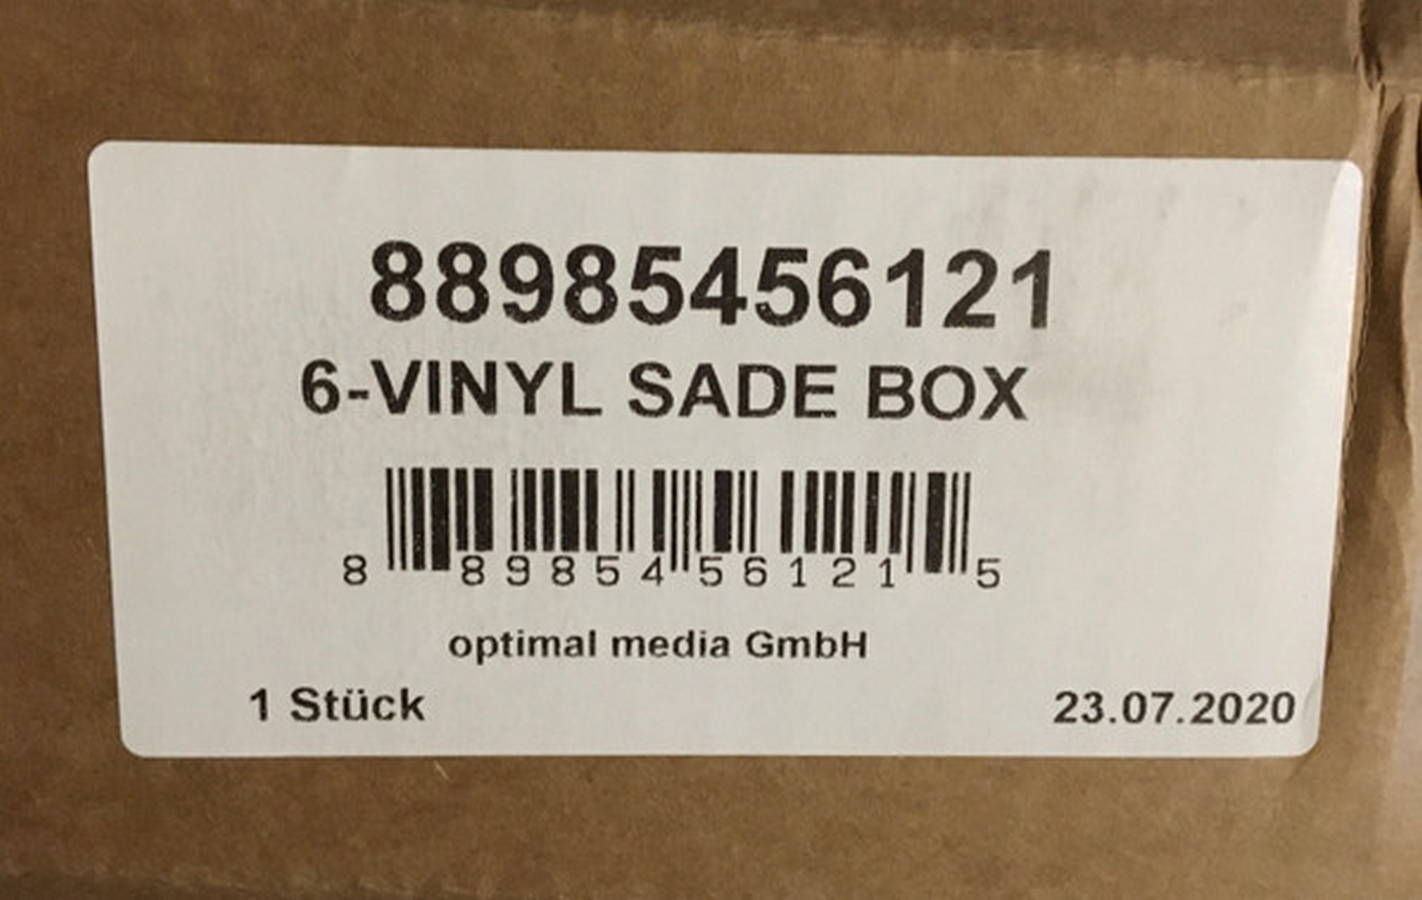 88985456121
6-VINYL SADE BOX
8 89854 56121 5
optimal media GmbH
1 Stück 23.07.2020